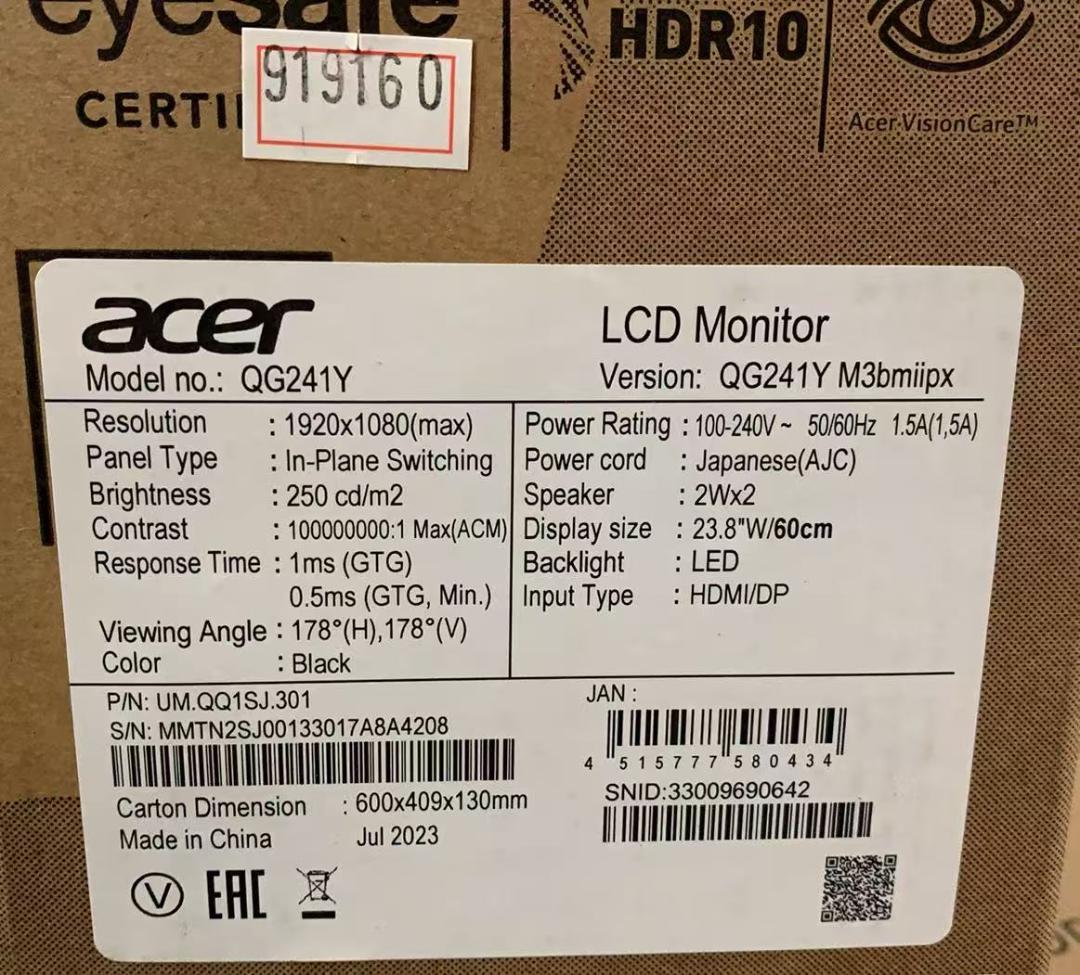 eyesafe
CERTI
919160
HDR10
Acer VisionCare™
acer
LCD Monitor
Model no.: QG241Y
Version: QG241Y M3bmiipx
Resolution : 1920x1080(max)
Panel Type : In-Plane Switching
Brightness : 250 cd/m2
Contrast : 100000000:1 Max(ACM)
Response Time : 1ms (GTG)
0.5ms (GTG, Min.)
Viewing Angle : 178°(H),178°(V)
Color : Black
Power Rating : 100-240V ~ 50/60Hz 1.5A(1,5A)
Power cord : Japanese(AJC)
Speaker : 2Wx2
Display size : 23.8"W/60cm
Backlight : LED
Input Type : HDMI/DP
P/N: UM.QQ1SJ.301
S/N: MMTN2SJ00133017A8A4208
Carton Dimension : 600x409x130mm
Made in China Jul 2023
JAN :
4 515777 580434
SNID:33009690642
V
EAC